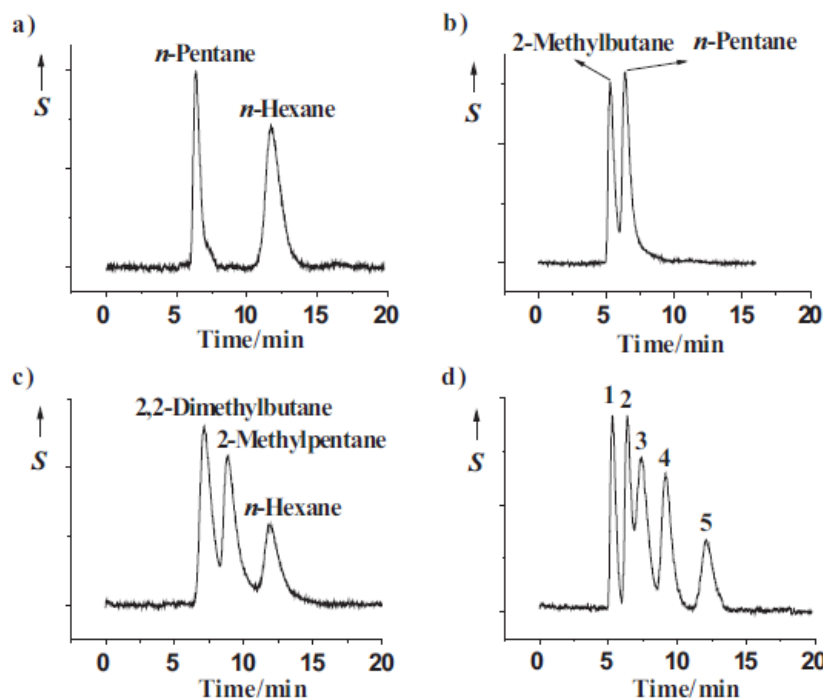 a)
n-Pentane
n-Hexane
S
0 5 10 15 20
Time/min
b)
2-Methylbutane n-Pentane
S
0 5 10 15 20
Time/min
c)
2,2-Dimethylbutane
2-Methylpentane
n-Hexane
S
0 5 10 15 20
Time/min
d)
1 2
3
4
5
S
0 5 10 15 20
Time/min